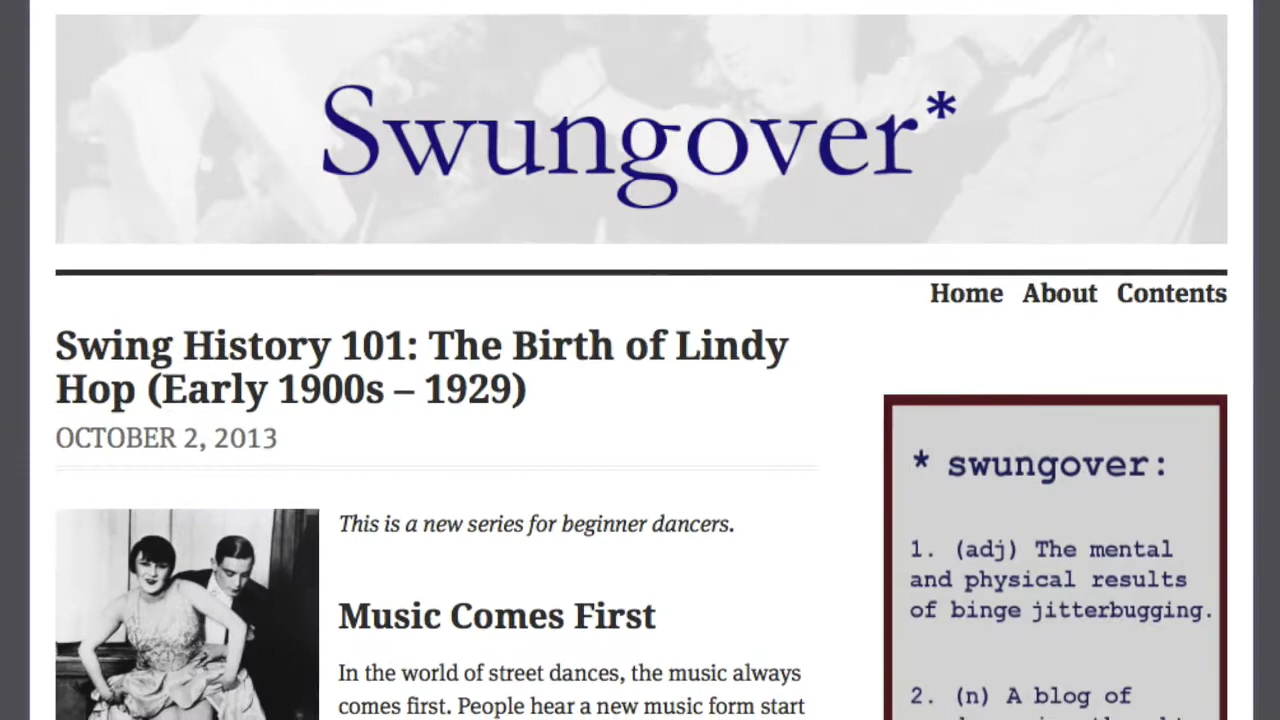 Swungover*
Home About Contents
Swing History 101: The Birth of Lindy
Hop (Early 1900s – 1929)
OCTOBER 2, 2013
This is a new series for beginner dancers.
Music Comes First
In the world of street dances, the music always
comes first. People hear a new music form start
* swungover:
1. (adj) The mental
and physical results
of binge jitterbugging.
2. (n) A blog of